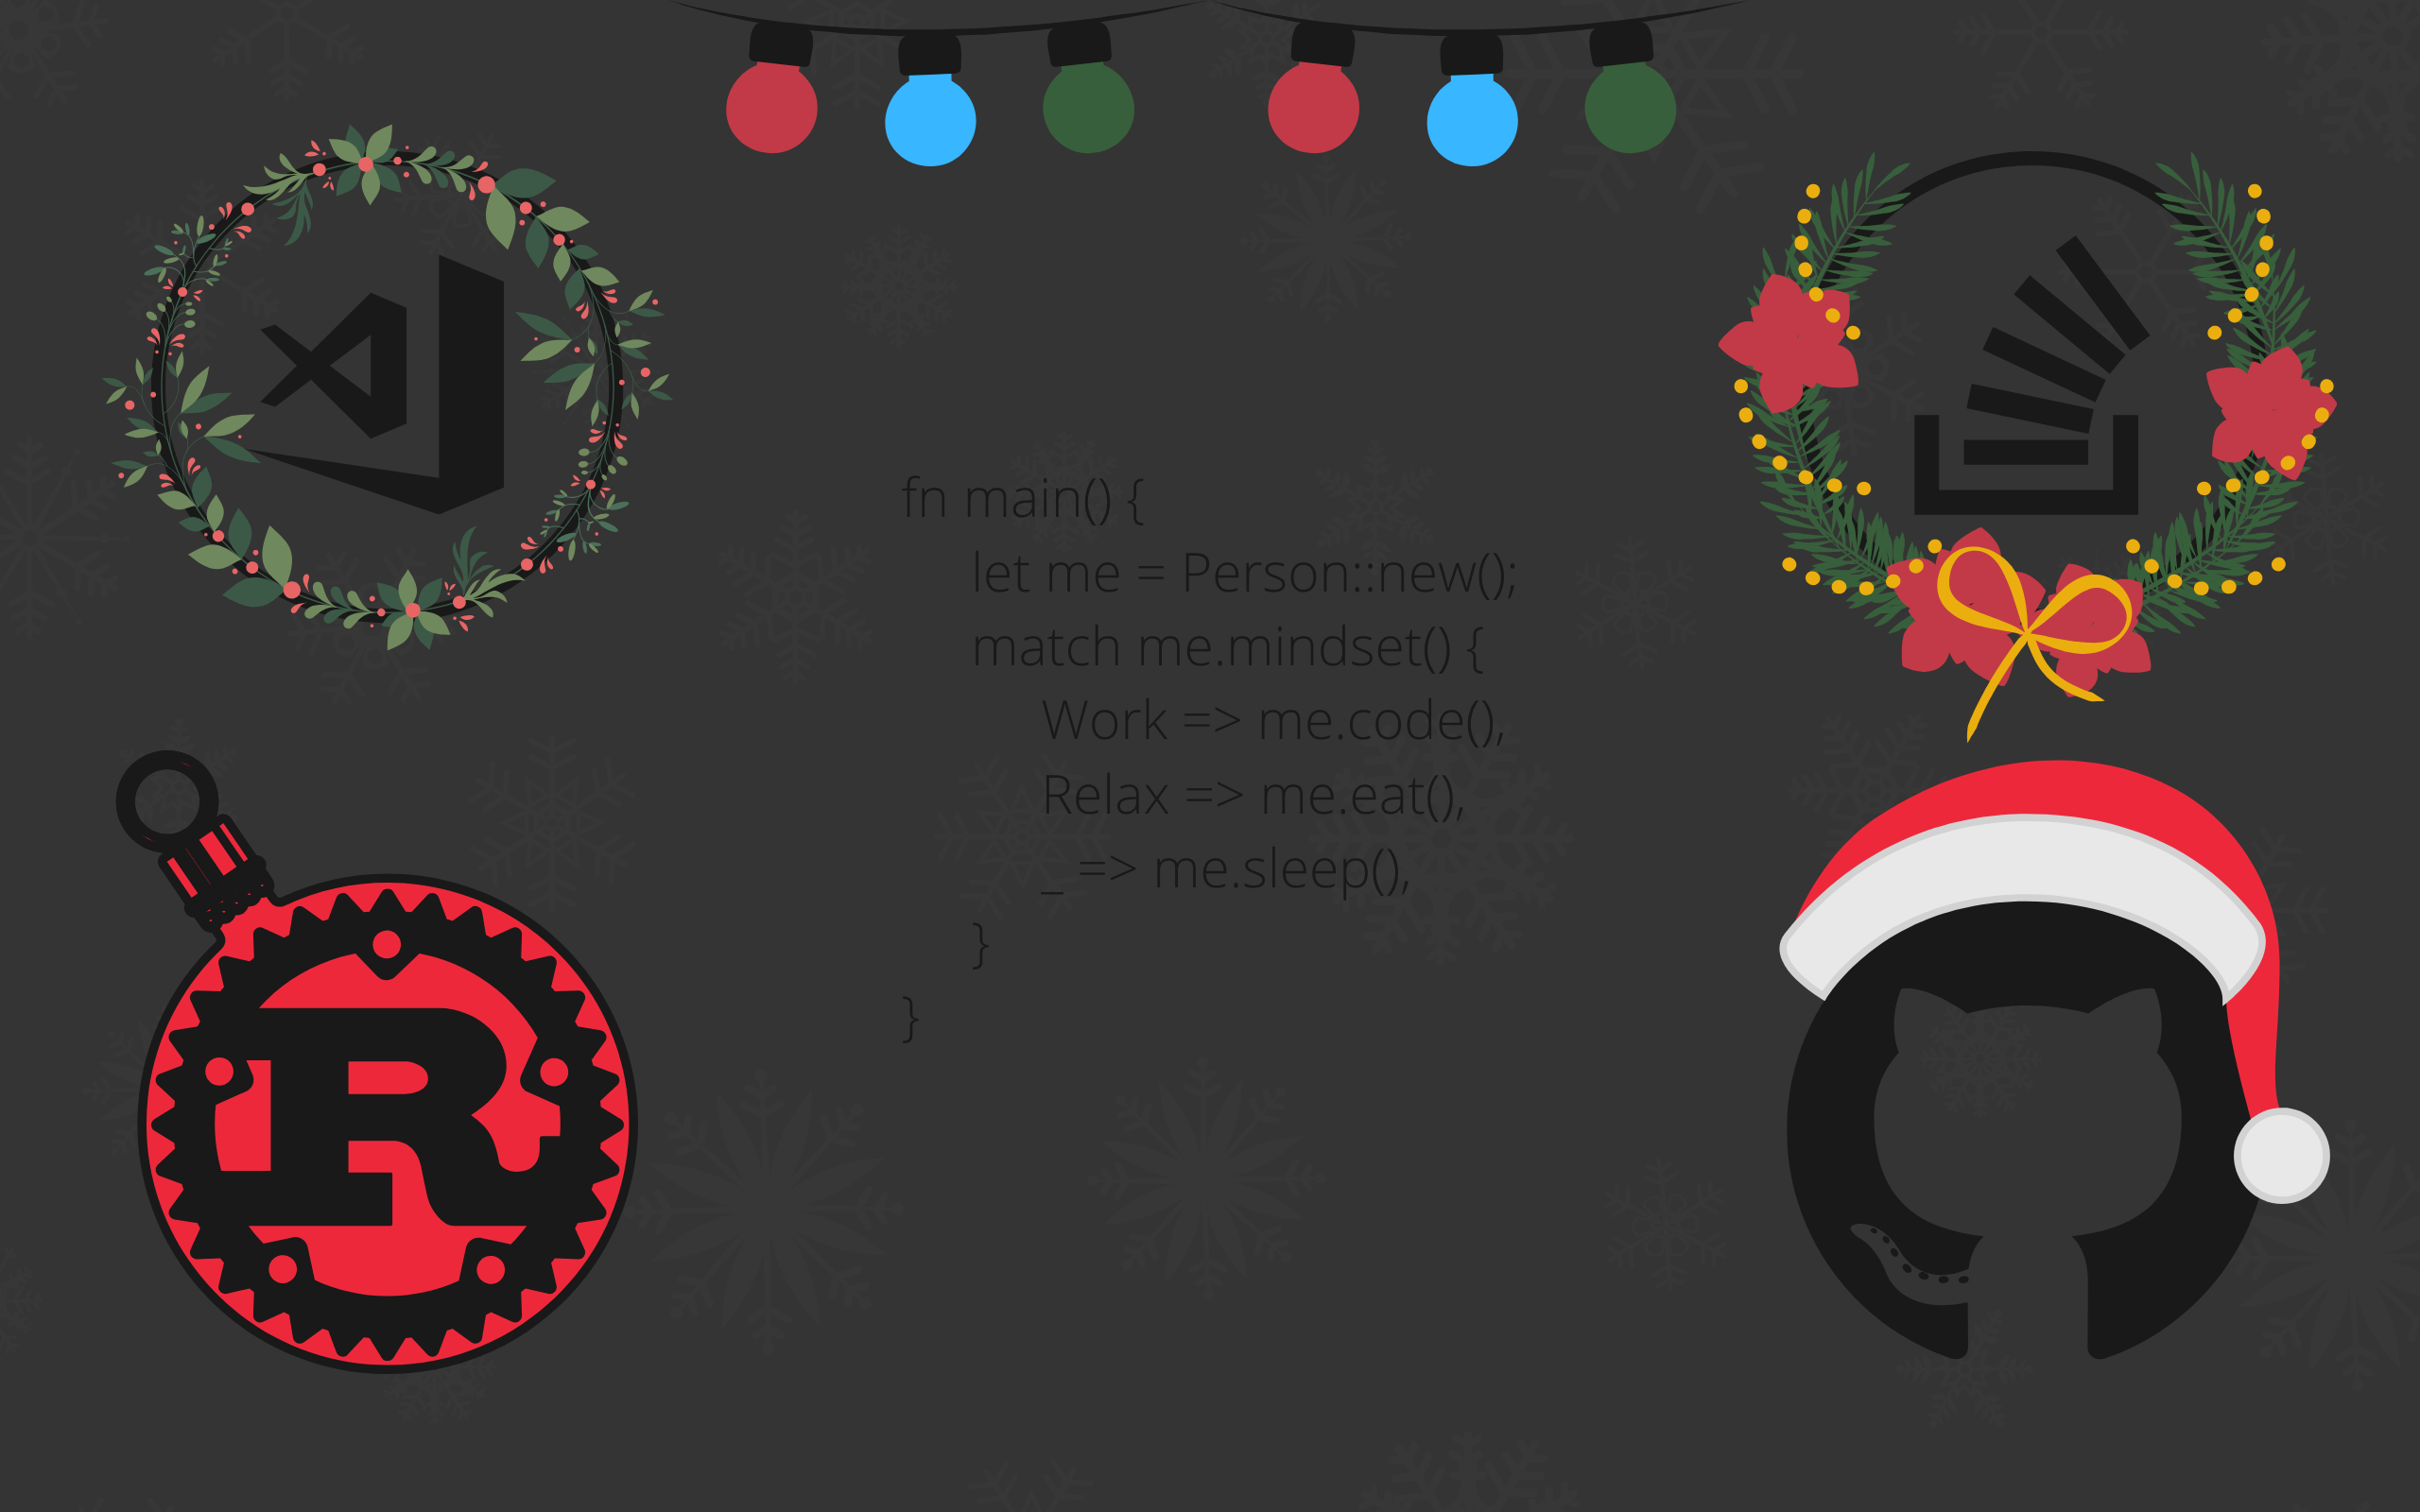 fn main() {
let me = Person::new();
match me.mindset() {
Work => me.code(),
Relax => me.eat(),
_ => me.sleep(),
}
}
R